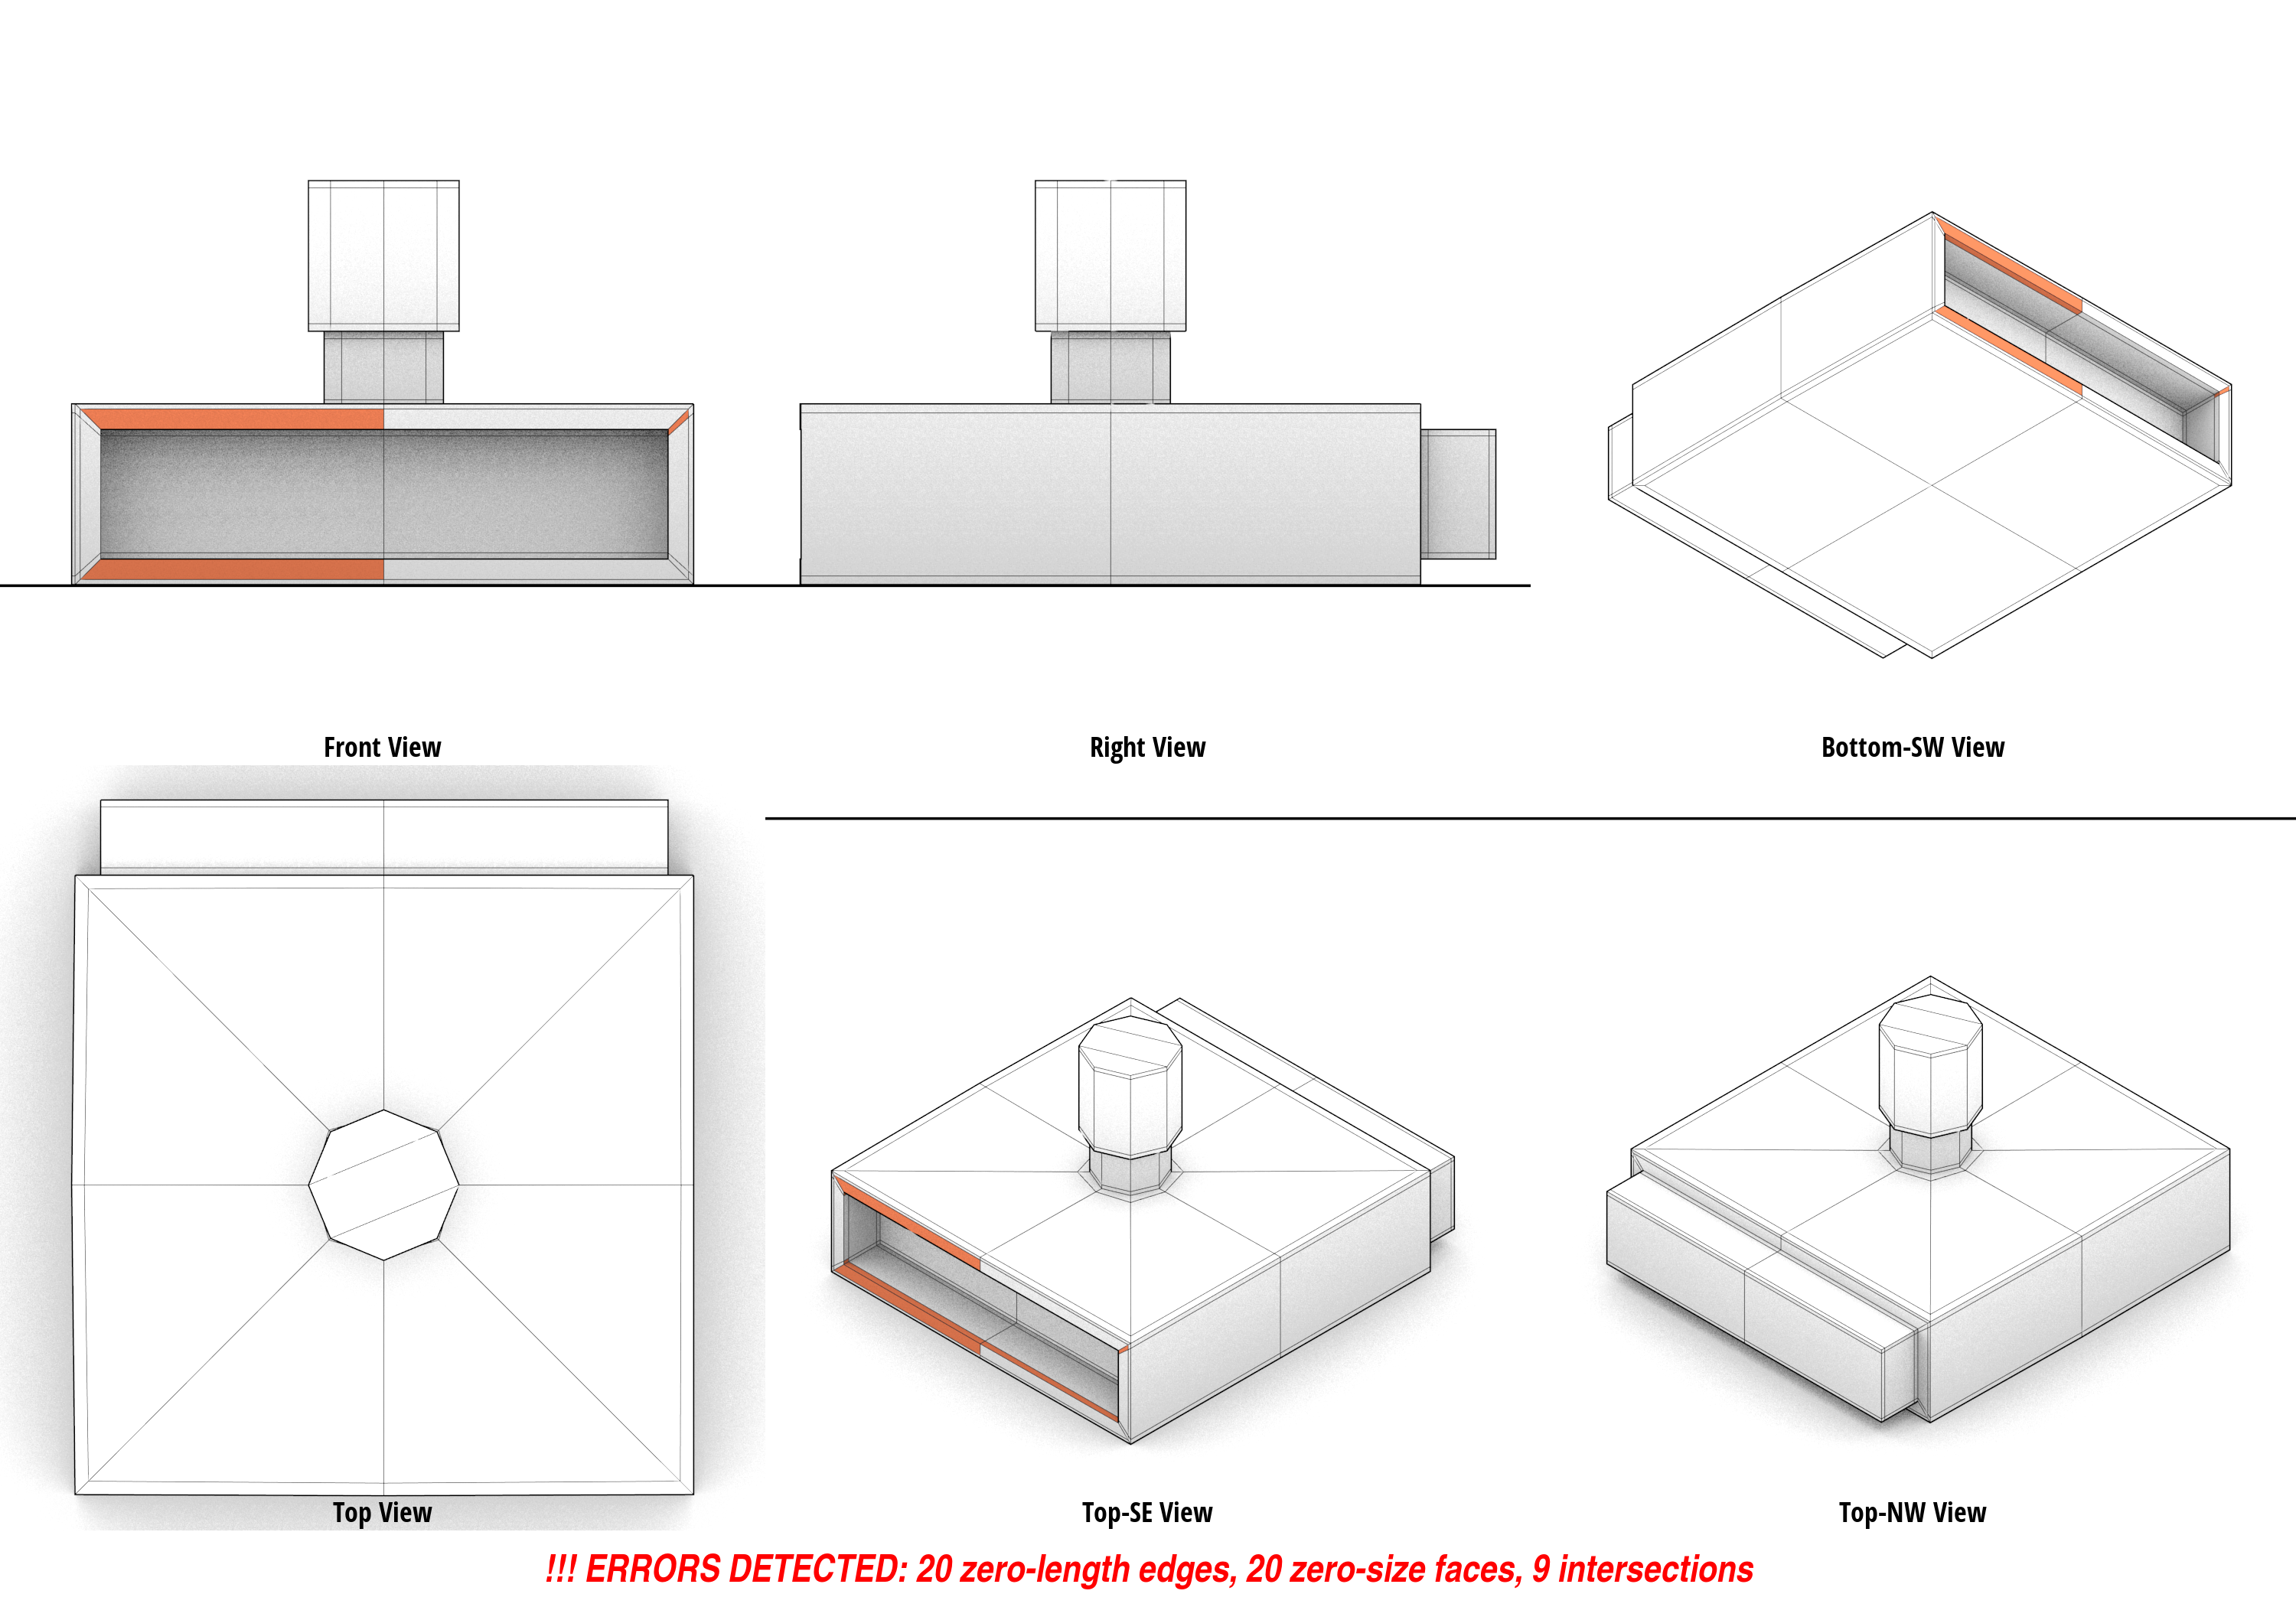 Front View
Right View
Bottom-SW View
Top View
Top-SE View
Top-NW View
!!! ERRORS DETECTED: 20 zero-length edges, 20 zero-size faces, 9 intersections